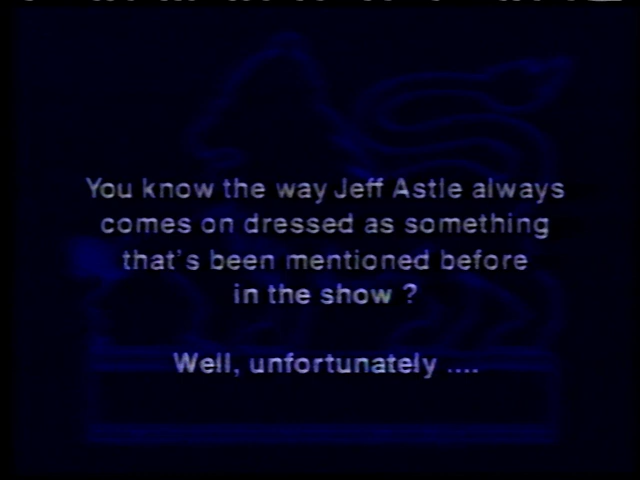 You know the way Jeff Astle always
comes on dressed as something
that's been mentioned before
in the show ?
Well, unfortunately ....